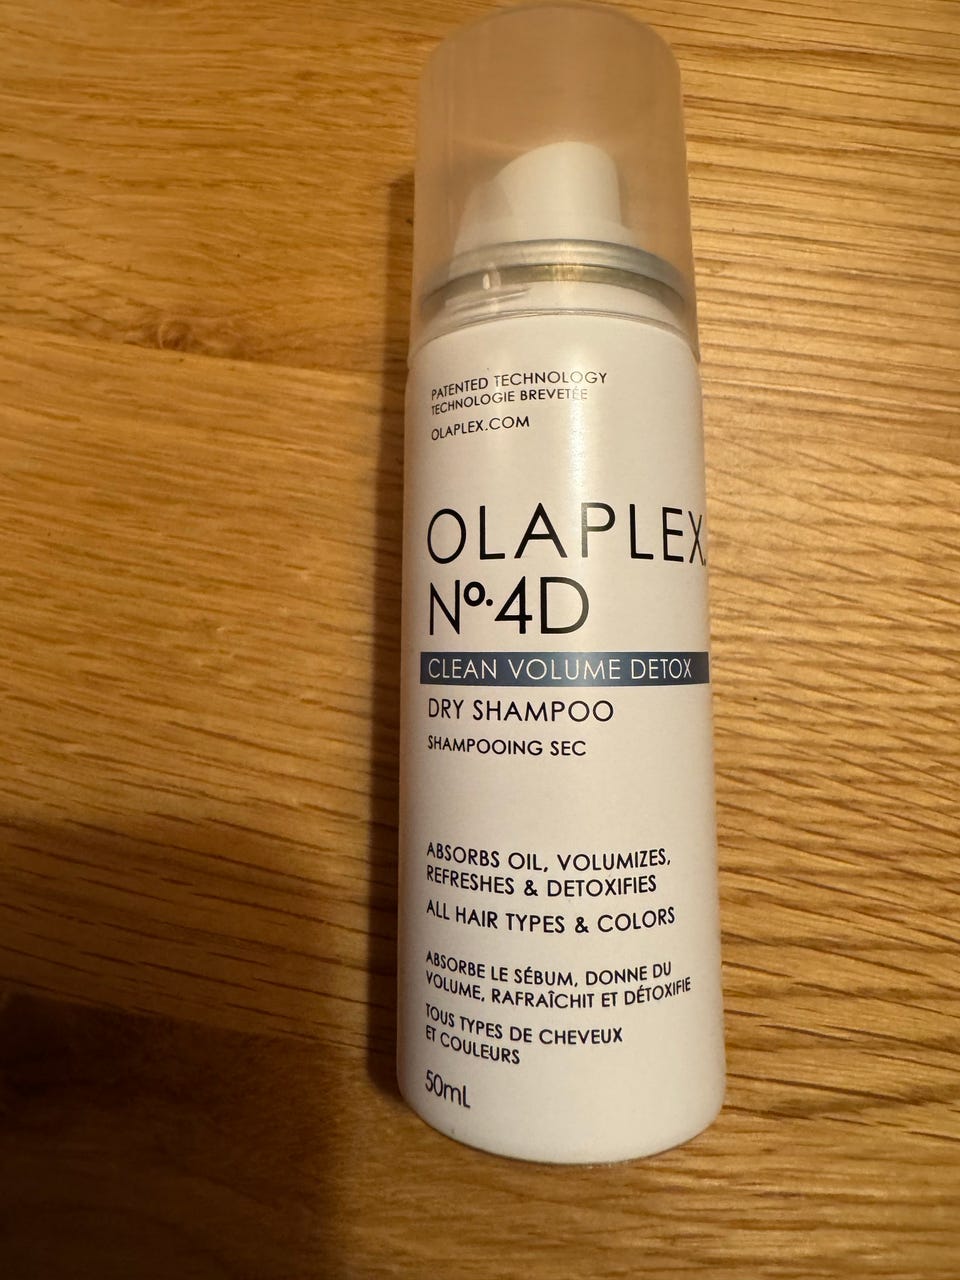 PATENTED TECHNOLOGY
TECHNOLOGIE BREVETÉE
OLAPLEX.COM
OLAPLEX.
Nº.4D
CLEAN VOLUME DETOX
DRY SHAMPOO
SHAMPOOING SEC
ABSORBS OIL, VOLUMIZES,
REFRESHES & DETOXIFIES
ALL HAIR TYPES & COLORS
ABSORBE LE SÉBUM, DONNE DU
VOLUME, RAFRAÎCHIT ET DÉTOXIFIE
TOUS TYPES DE CHEVEUX
ET COULEURS
50mL